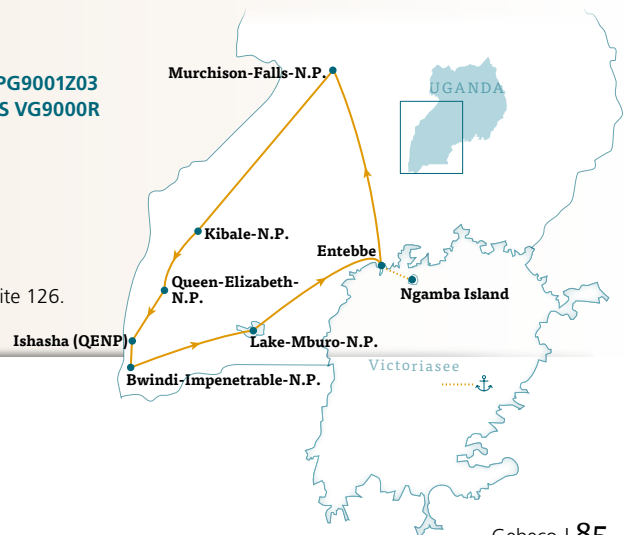 PG9001Z03
S VG9000R
ite 126.
Murchison-Falls-N.P.
UGANDA
Kibale-N.P.
Entebbe
Queen-Elizabeth-
N.P.
Ngamba Island
Ishasha (QENP)
Lake-Mburo-N.P.
Victoriasee
Bwindi-Impenetrable-N.P.
Gebeco | 85